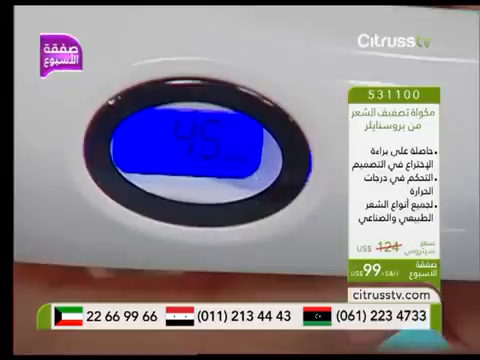 صفقة
الأسبوع
Citrusstv
45
531100
مكواة تصفيف الشعر
من بروستايلر
•حاصلة على براءة
الإختراع في التصميم
•التحكم في درجات
الحرارة
•لجميع أنواع الشعر
الطبيعي والصناعي
سعر
سيتروس
124 US$
صفقة
الأسبوع
US$ 99 +S&H
citrusstv.com
22 66 99 66
(011) 213 44 43
(061) 223 4733